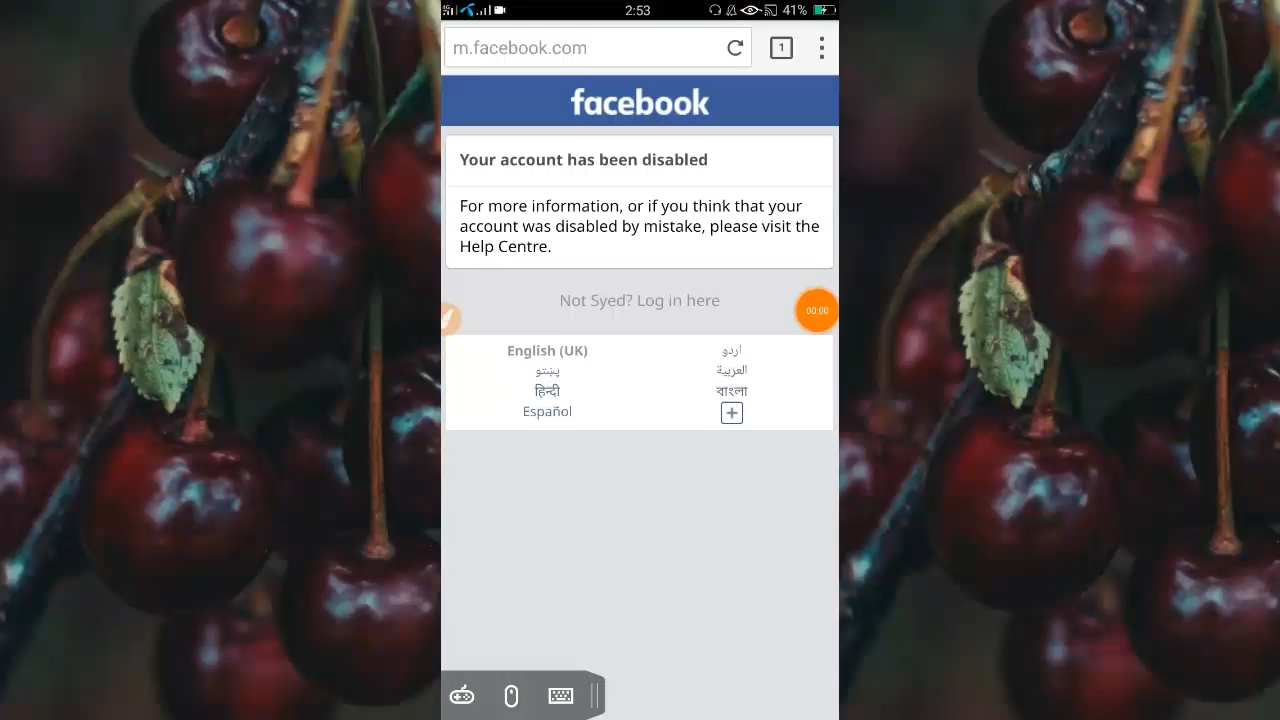 2:53
41%
m.facebook.com
1
facebook
Your account has been disabled
For more information, or if you think that your
account was disabled by mistake, please visit the
Help Centre.
Not Syed? Log in here
00:00
English (UK)
اردو
پښتو
العربية
हिन्दी
বাংলা
Español